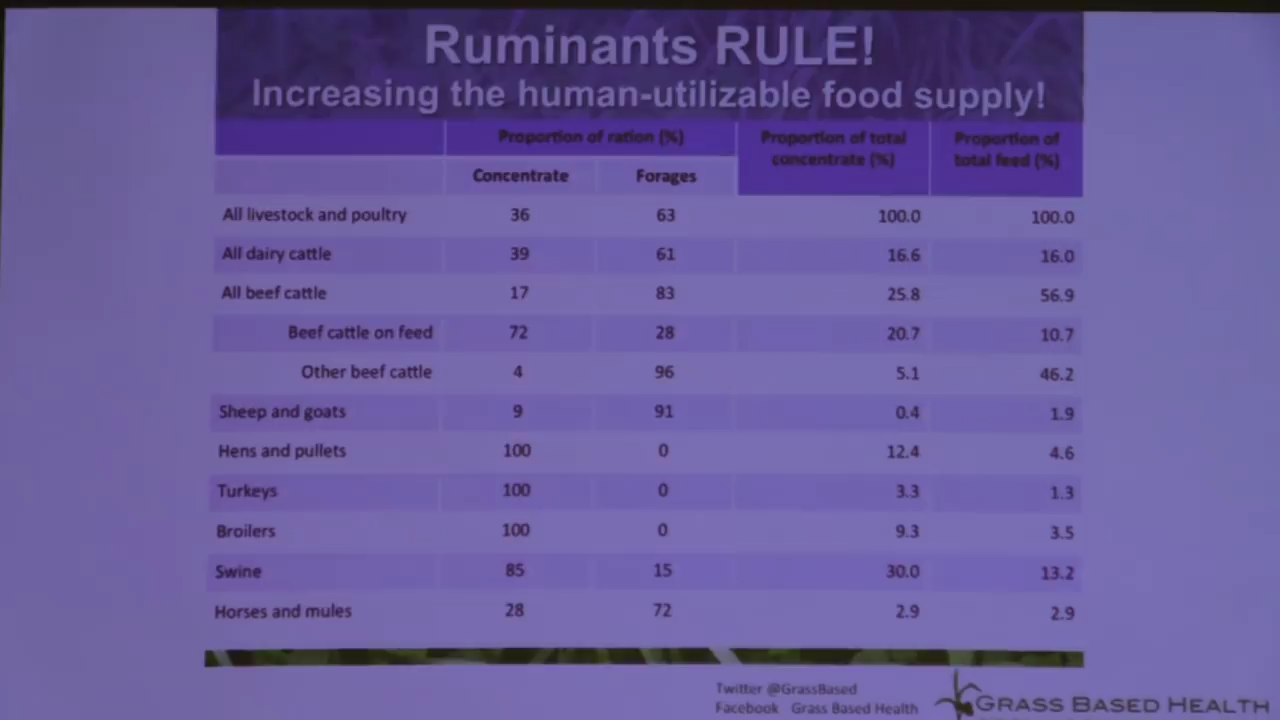 Ruminants RULE!
Increasing the human-utilizable food supply!
Proportion of ration (%) Proportion of total concentrate (%) Proportion of total feed (%)
Concentrate Forages
All livestock and poultry 36 63 100.0 100.0
All dairy cattle 39 61 16.6 16.0
All beef cattle 17 83 25.8 56.9
Beef cattle on feed 72 28 20.7 10.7
Other beef cattle 4 96 5.1 46.2
Sheep and goats 9 91 0.4 1.9
Hens and pullets 100 0 12.4 4.6
Turkeys 100 0 3.3 1.3
Broilers 100 0 9.3 3.5
Swine 85 15 30.0 13.2
Horses and mules 28 72 2.9 2.9
Twitter @GrassBased
Facebook Grass Based Health
GRASS BASED HEALTH